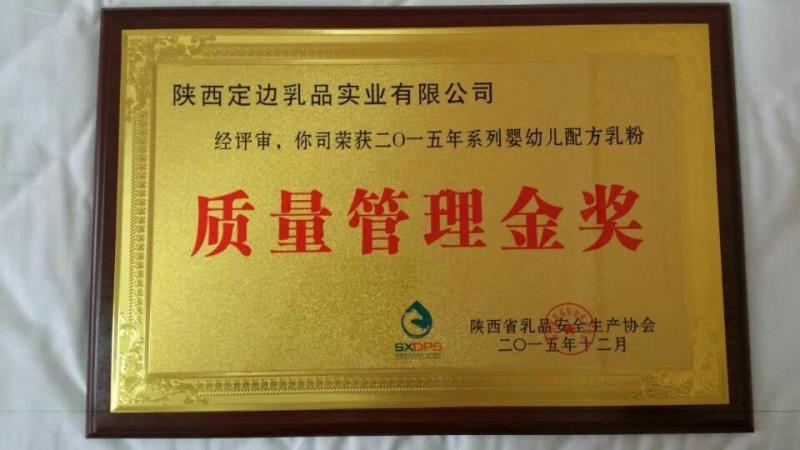 陕西定边乳品实业有限公司
经评审，你司荣获二〇一五年系列婴幼儿配方乳粉
质量管理金奖
SXDPS
陕西省乳品安全生产协会
二〇一五年十二月